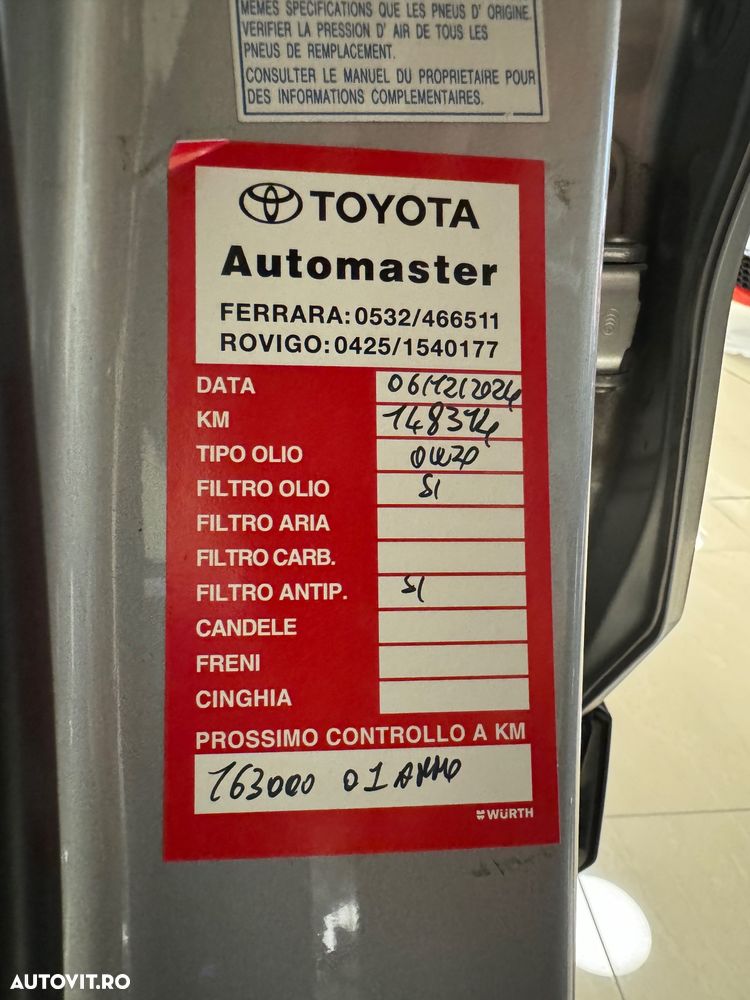 MEMES SPECIFICATIONS QUE LES PNEUS D' ORIGINE.
VERIFIER LA PRESSION D' AIR DE TOUS LES
PNEUS DE REMPLACEMENT.
CONSULTER LE MANUEL DU PROPRIETAIRE POUR
DES INFORMATIONS COMPLEMENTAIRES.
TOYOTA
Automaster
FERRARA:0532/466511
ROVIGO:0425/1540177
DATA 06/12/2024
KM 148314
TIPO OLIO 0W20
FILTRO OLIO SI
FILTRO ARIA
FILTRO CARB.
FILTRO ANTIP. SI
CANDELE
FRENI
CINGHIA
PROSSIMO CONTROLLO A KM
163000 O 1 ANNO
WÜRTH
AUTOVIT.RO